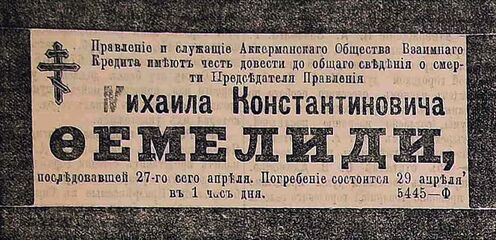 Правленіе и служащіе Аккерманскаго Общества Взаимнаго
Кредита имѣютъ честь довести до общаго свѣдѣнія о смер-
ти Предсѣдателя Правленія
Михаила Константиновича
ѲЕМЕЛИДИ,
послѣдовавшей 27-го сего апрѣля. Погребеніе состоится 29 апрѣля
въ 1 часъ дня. 5445—Ф